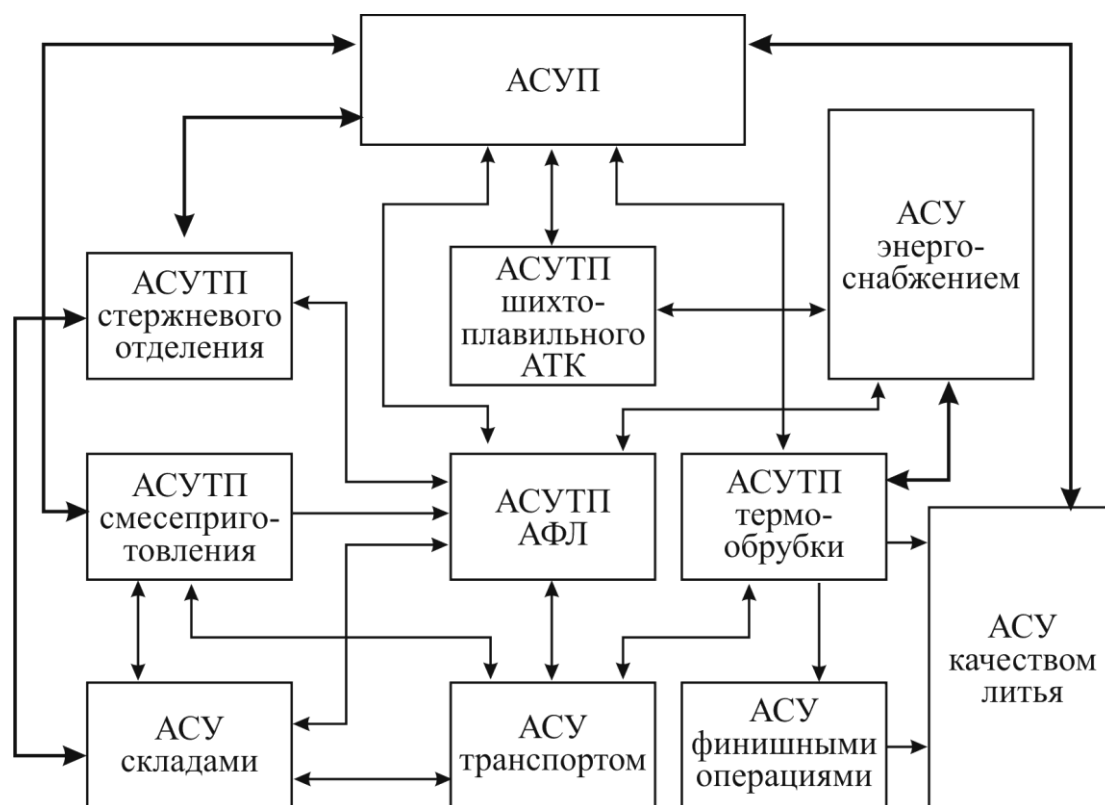 АСУП
АСУ
энерго-
снабжением
АСУТП
стержневого
отделения
АСУТП
шихто-
плавильного
АТК
АСУТП
смесеприго-
товления
АСУТП
АФЛ
АСУТП
термо-
обрубки
АСУ
качеством
литья
АСУ
складами
АСУ
транспортом
АСУ
финишными
операциями